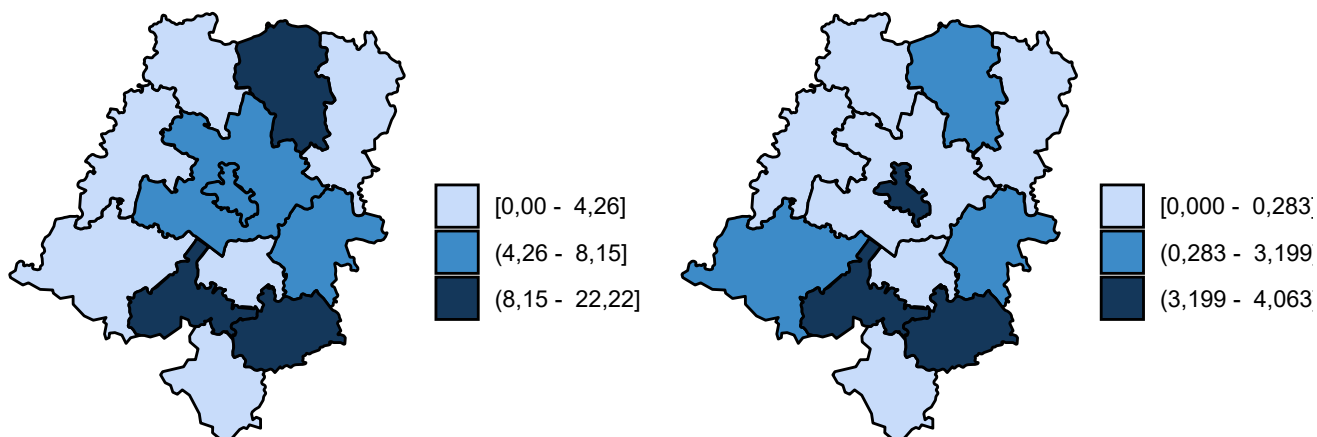 [0,00 - 4,26]
(4,26 - 8,15]
(8,15 - 22,22]
[0,000 - 0,283]
(0,283 - 3,199]
(3,199 - 4,063]